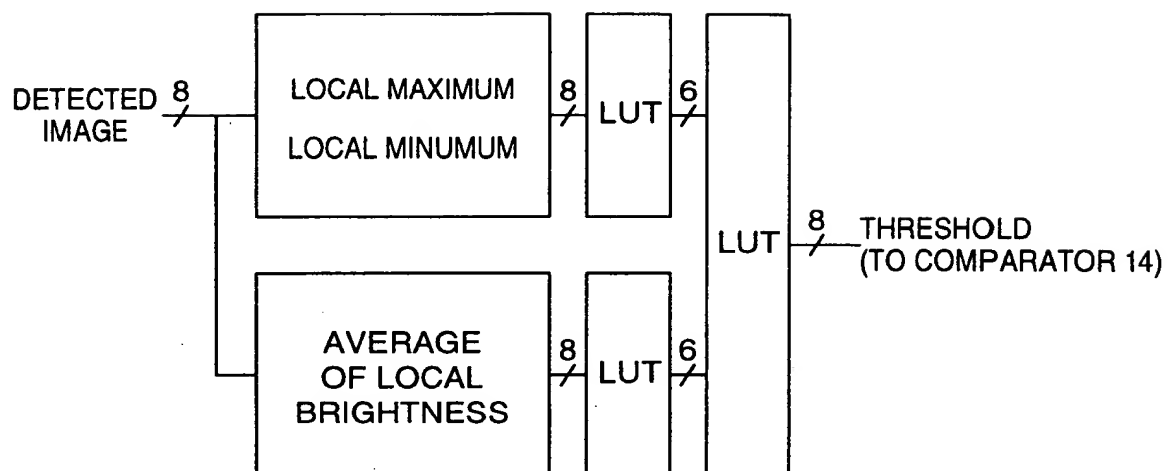 DETECTED
IMAGE
8
LOCAL MAXIMUM
LOCAL MINUMUM
8
LUT
6
AVERAGE
OF LOCAL
BRIGHTNESS
8
LUT
6
LUT
8
THRESHOLD
(TO COMPARATOR 14)